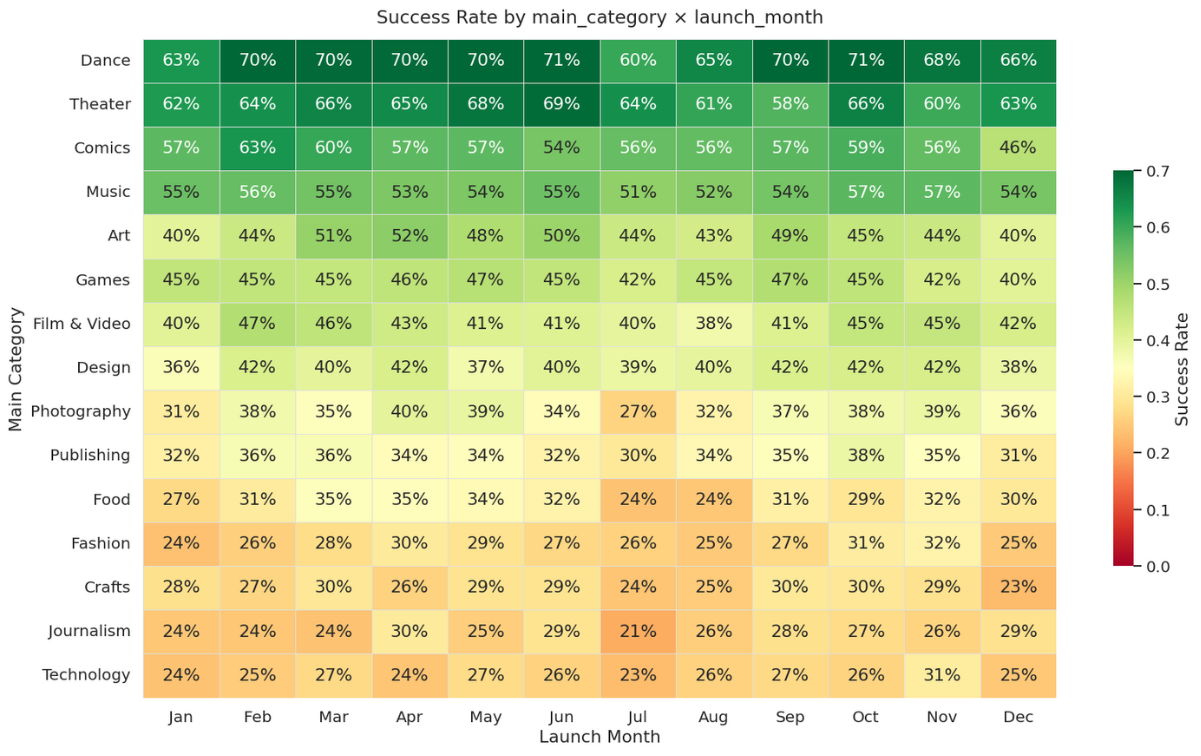 Success Rate by main_category × launch_month
Main Category
Dance 63% 70% 70% 70% 70% 71% 60% 65% 70% 71% 68% 66%
Theater 62% 64% 66% 65% 68% 69% 64% 61% 58% 66% 60% 63%
Comics 57% 63% 60% 57% 57% 54% 56% 56% 57% 59% 56% 46%
Music 55% 56% 55% 53% 54% 55% 51% 52% 54% 57% 57% 54%
Art 40% 44% 51% 52% 48% 50% 44% 43% 49% 45% 44% 40%
Games 45% 45% 45% 46% 47% 45% 42% 45% 47% 45% 42% 40%
Film & Video 40% 47% 46% 43% 41% 41% 40% 38% 41% 45% 45% 42%
Design 36% 42% 40% 42% 37% 40% 39% 40% 42% 42% 42% 38%
Photography 31% 38% 35% 40% 39% 34% 27% 32% 37% 38% 39% 36%
Publishing 32% 36% 36% 34% 34% 32% 30% 34% 35% 38% 35% 31%
Food 27% 31% 35% 35% 34% 32% 24% 24% 31% 29% 32% 30%
Fashion 24% 26% 28% 30% 29% 27% 26% 25% 27% 31% 32% 25%
Crafts 28% 27% 30% 26% 29% 29% 24% 25% 30% 30% 29% 23%
Journalism 24% 24% 24% 30% 25% 29% 21% 26% 28% 27% 26% 29%
Technology 24% 25% 27% 24% 27% 26% 23% 26% 27% 26% 31% 25%
Jan Feb Mar Apr May Jun Jul Aug Sep Oct Nov Dec
Launch Month
0.7
0.6
0.5
0.4
0.3
0.2
0.1
0.0
Success Rate